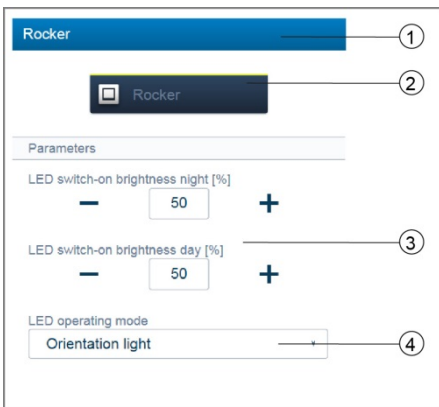 Rocker
1
Rocker
2
Parameters
LED switch-on brightness night [%]
− 50 +
LED switch-on brightness day [%]
3
− 50 +
LED operating mode
Orientation light
4